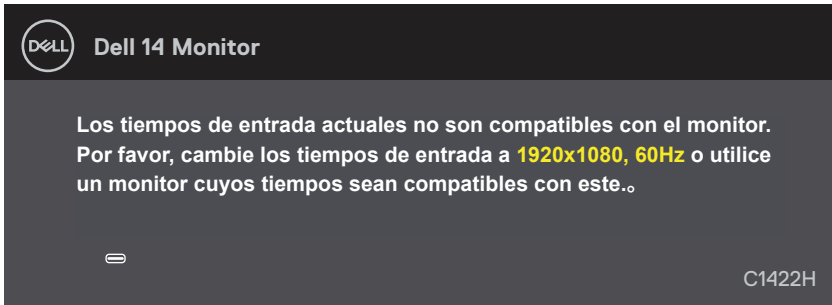 DELL
Dell 14 Monitor
Los tiempos de entrada actuales no son compatibles con el monitor.
Por favor, cambie los tiempos de entrada a 1920x1080, 60Hz o utilice
un monitor cuyos tiempos sean compatibles con este.。
C1422H